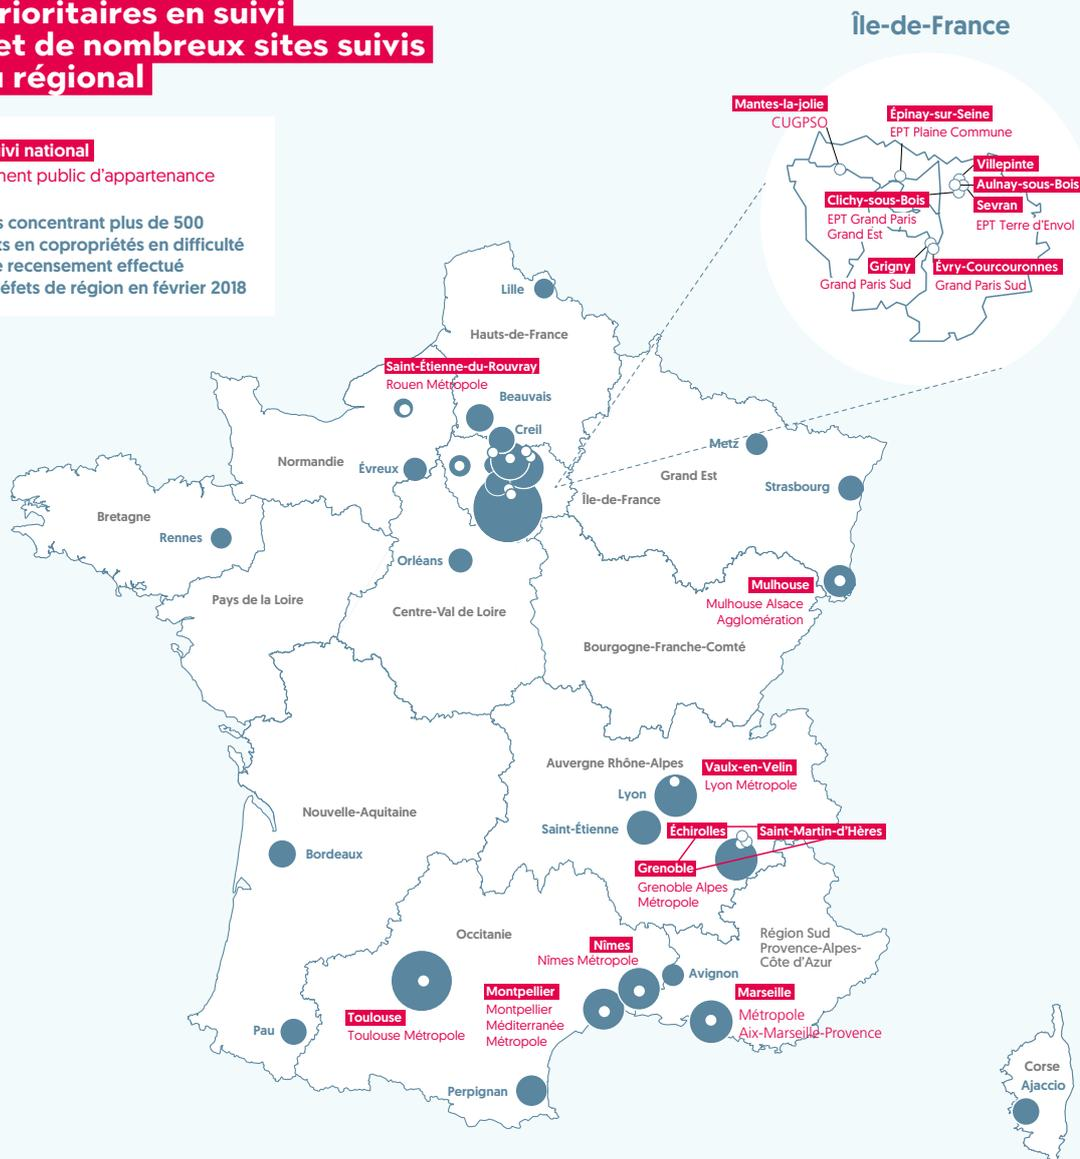 rioritaires en suivi
et de nombreux sites suivis
régional
ivi national
ment public d'appartenance
s concentrant plus de 500
ts en copropriétés en difficulté
e recensement effectué
éfets de région en février 2018
Île-de-France
Mantes-la-jolie
CUGPSO
Épinay-sur-Seine
EPT Plaine Commune
Villepinte
Aulnay-sous-Bois
Sevran
EPT Terre d'Envol
Clichy-sous-Bois
EPT Grand Paris
Grand Est
Grigny
Grand Paris Sud
Évry-Courcouronnes
Grand Paris Sud
Lille
Hauts-de-France
Saint-Étienne-du-Rouvray
Rouen Métropole
Beauvais
Creil
Normandie
Évreux
Metz
Grand Est
Strasbourg
Île-de-France
Bretagne
Rennes
Orléans
Pays de la Loire
Centre-Val de Loire
Mulhouse
Mulhouse Alsace
Agglomération
Bourgogne-Franche-Comté
Auvergne Rhône-Alpes
Vaulx-en-Velin
Lyon Métropole
Lyon
Saint-Étienne
Échirolles
Saint-Martin-d'Hères
Grenoble
Grenoble Alpes
Métropole
Nouvelle-Aquitaine
Bordeaux
Occitanie
Région Sud
Provence-Alpes-
Côte d'Azur
Nîmes
Nîmes Métropole
Avignon
Montpellier
Montpellier
Méditerranée
Métropole
Marseille
Métropole
Aix-Marseille-Provence
Toulouse
Toulouse Métropole
Pau
Perpignan
Corse
Ajaccio